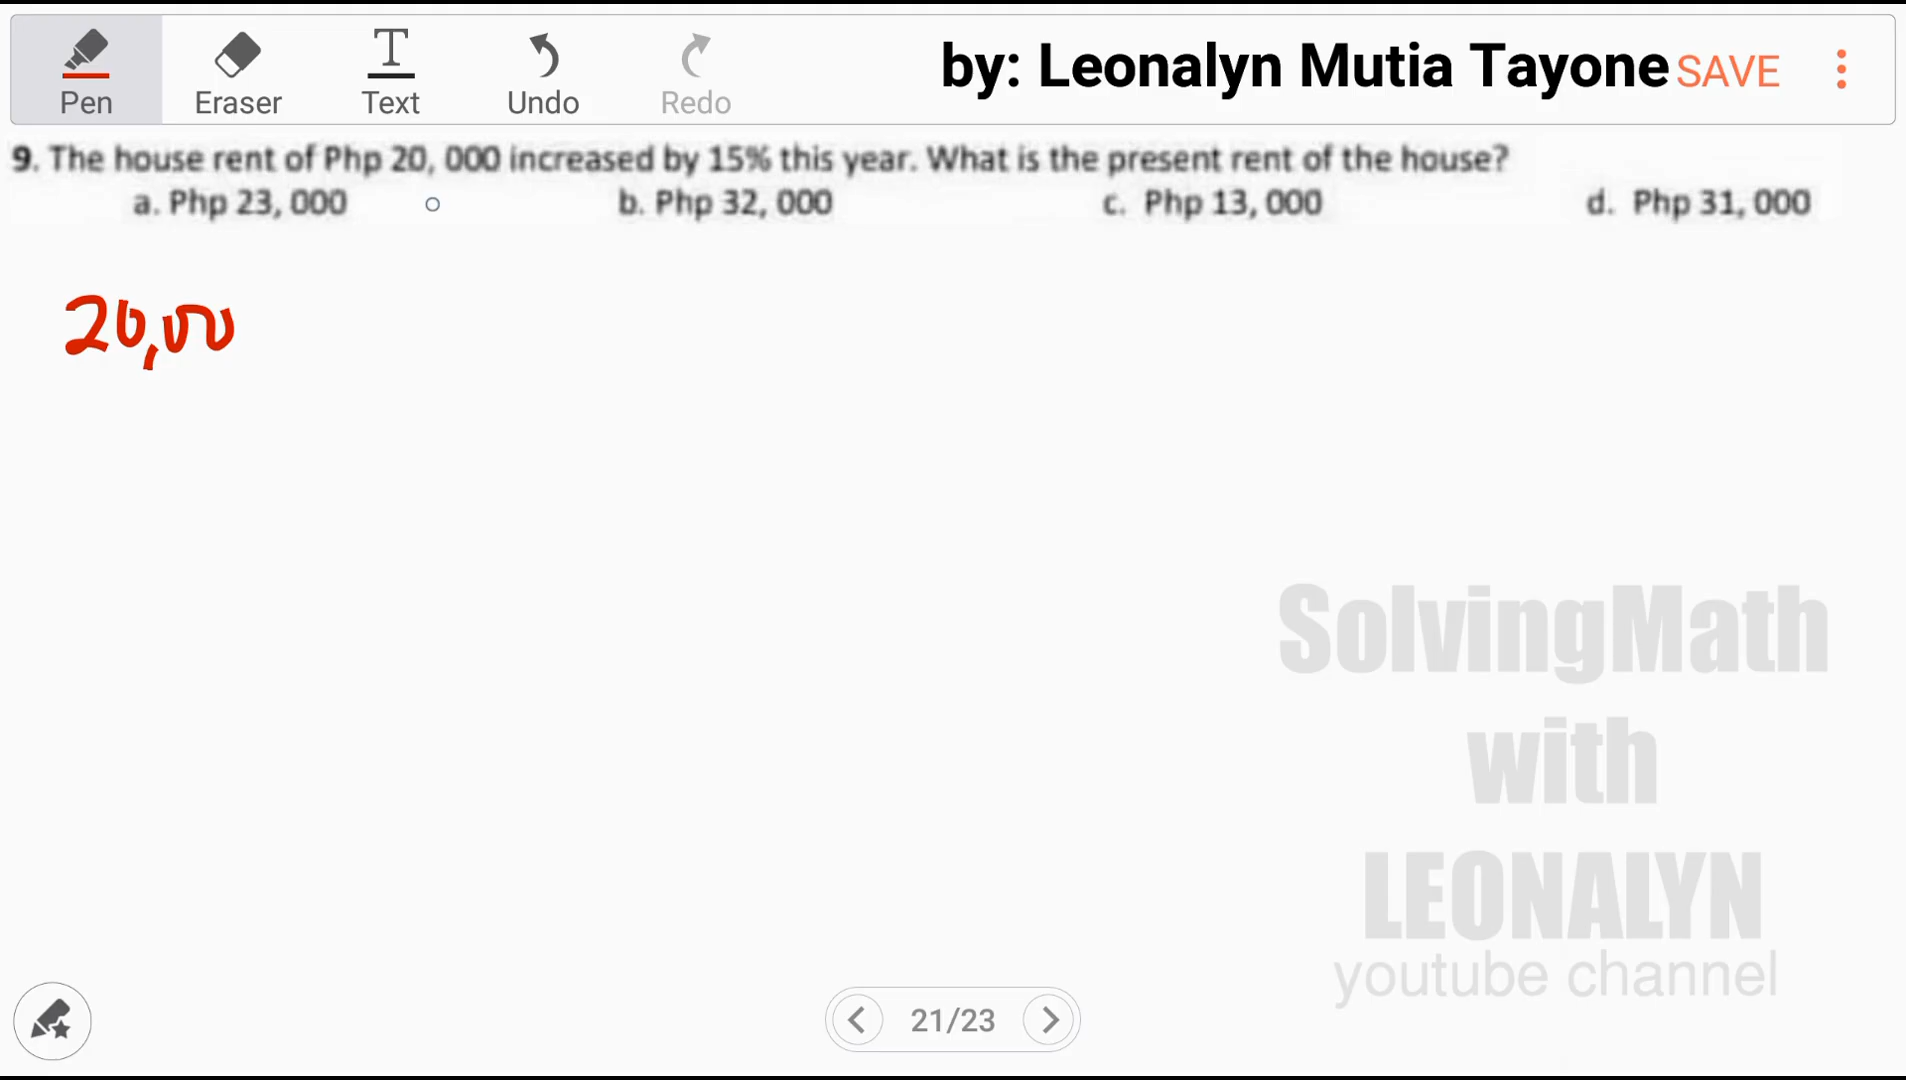 by: Leonalyn Mutia Tayone SAVE
Pen Eraser Text Undo Redo
9. The house rent of Php 20, 000 increased by 15% this year. What is the present rent of the house?
a. Php 23, 000 b. Php 32, 000 c. Php 13, 000 d. Php 31, 000
20,000
SolvingMath
with
LEONALYN
youtube channel
21/23